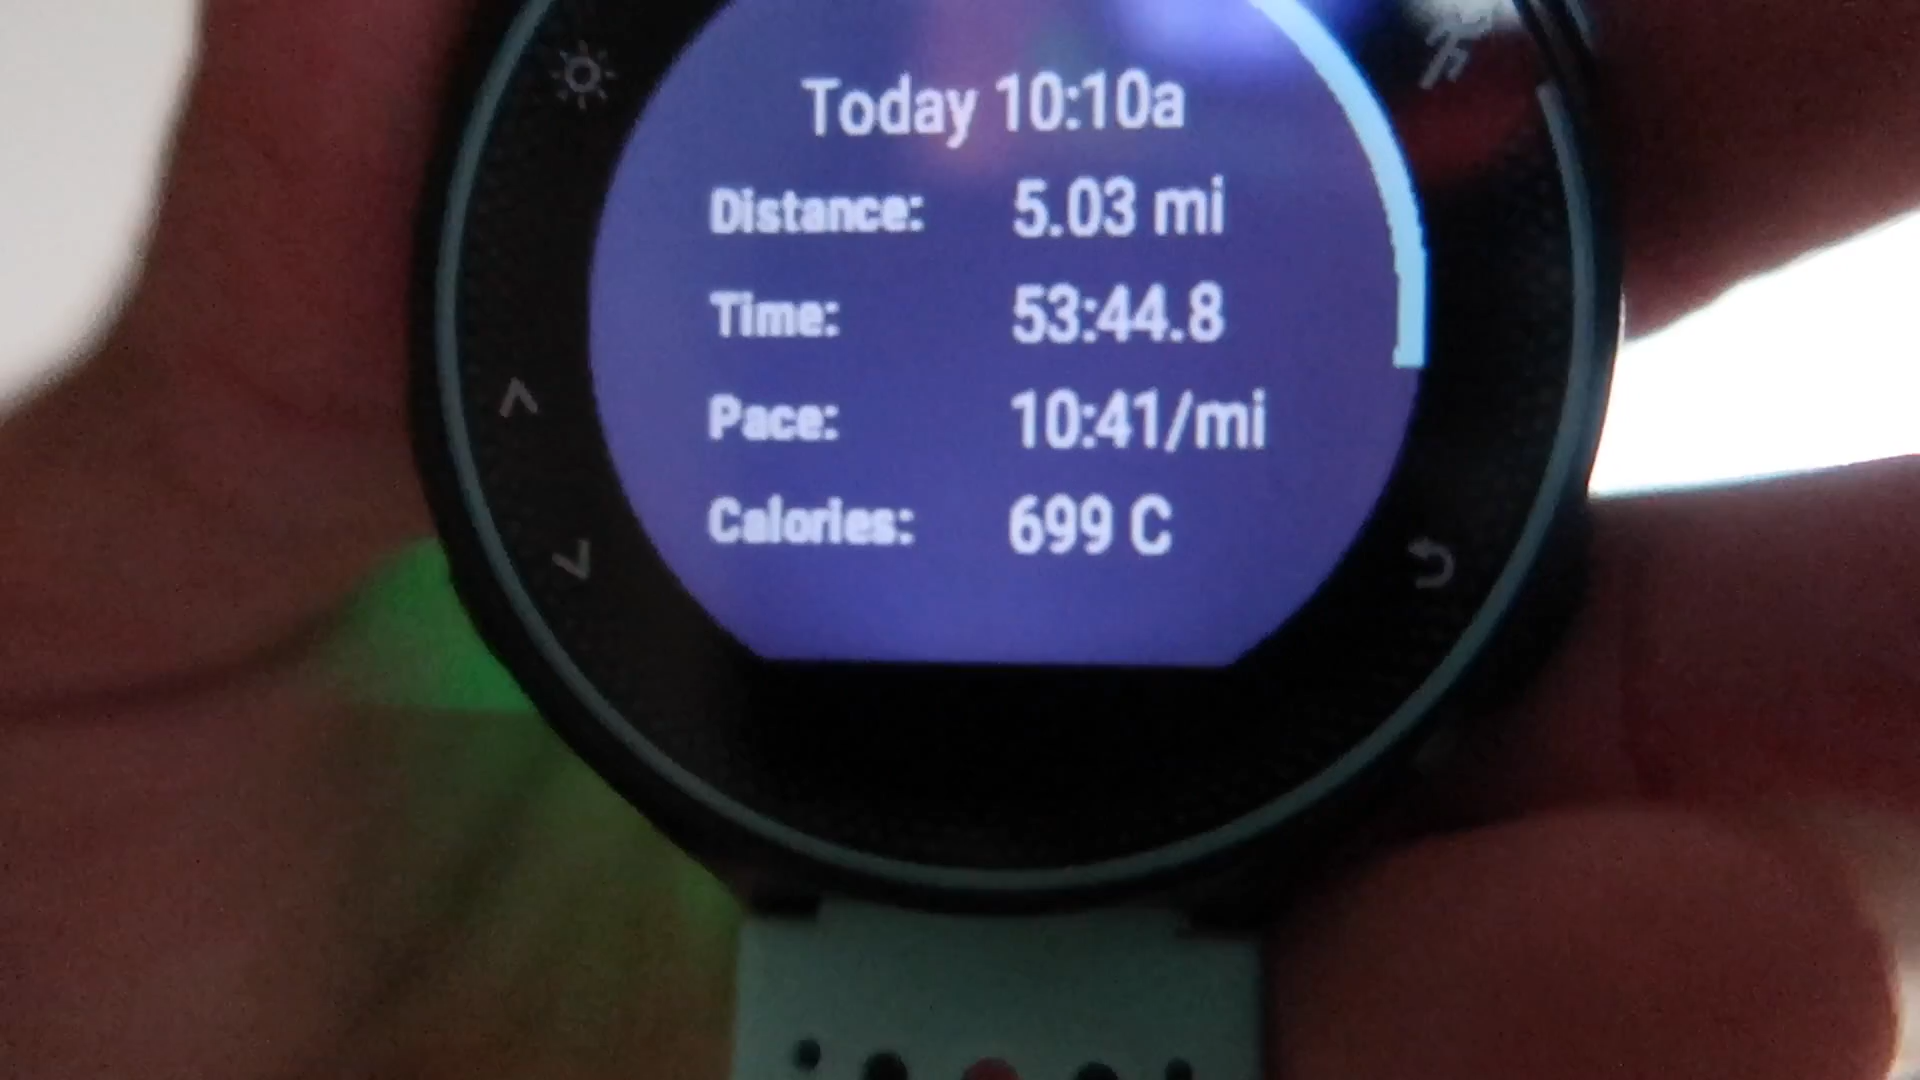 Today 10:10a
Distance: 5.03 mi
Time: 53:44.8
Pace: 10:41/mi
Calories: 699 C